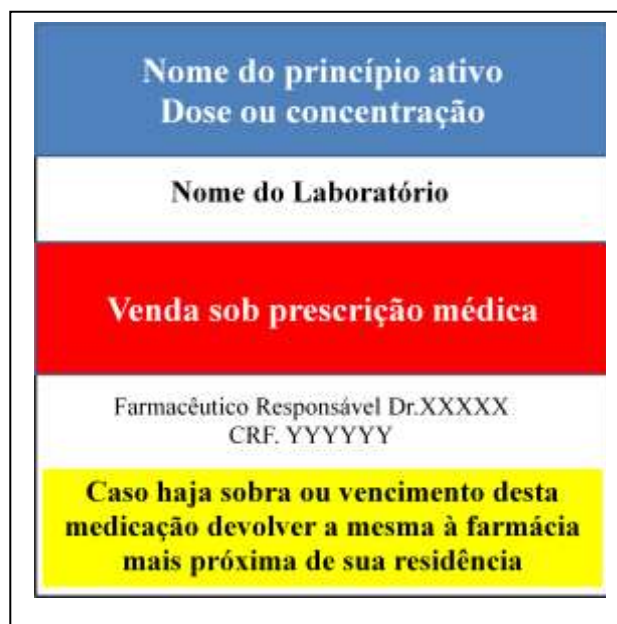 Nome do princípio ativo
Dose ou concentração
Nome do Laboratório
Venda sob prescrição médica
Farmacêutico Responsável Dr.XXXXX
CRF. YYYYYY
Caso haja sobra ou vencimento desta
medicação devolver a mesma à farmácia
mais próxima de sua residência